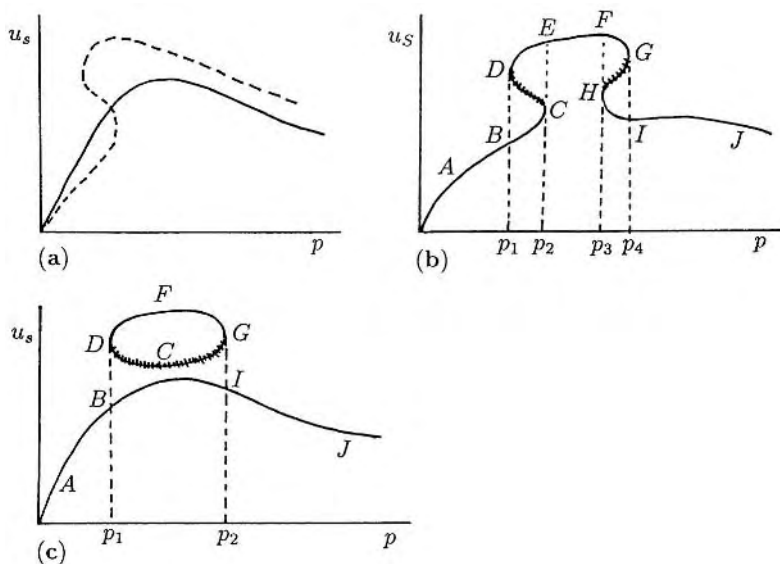 u_s
p
(a)
u_S
E F
D G
H
C
B I
A J
p_1 p_2 p_3 p_4 p
(b)
u_s
F
D C G
B I
A J
p_1 p_2 p
(c)